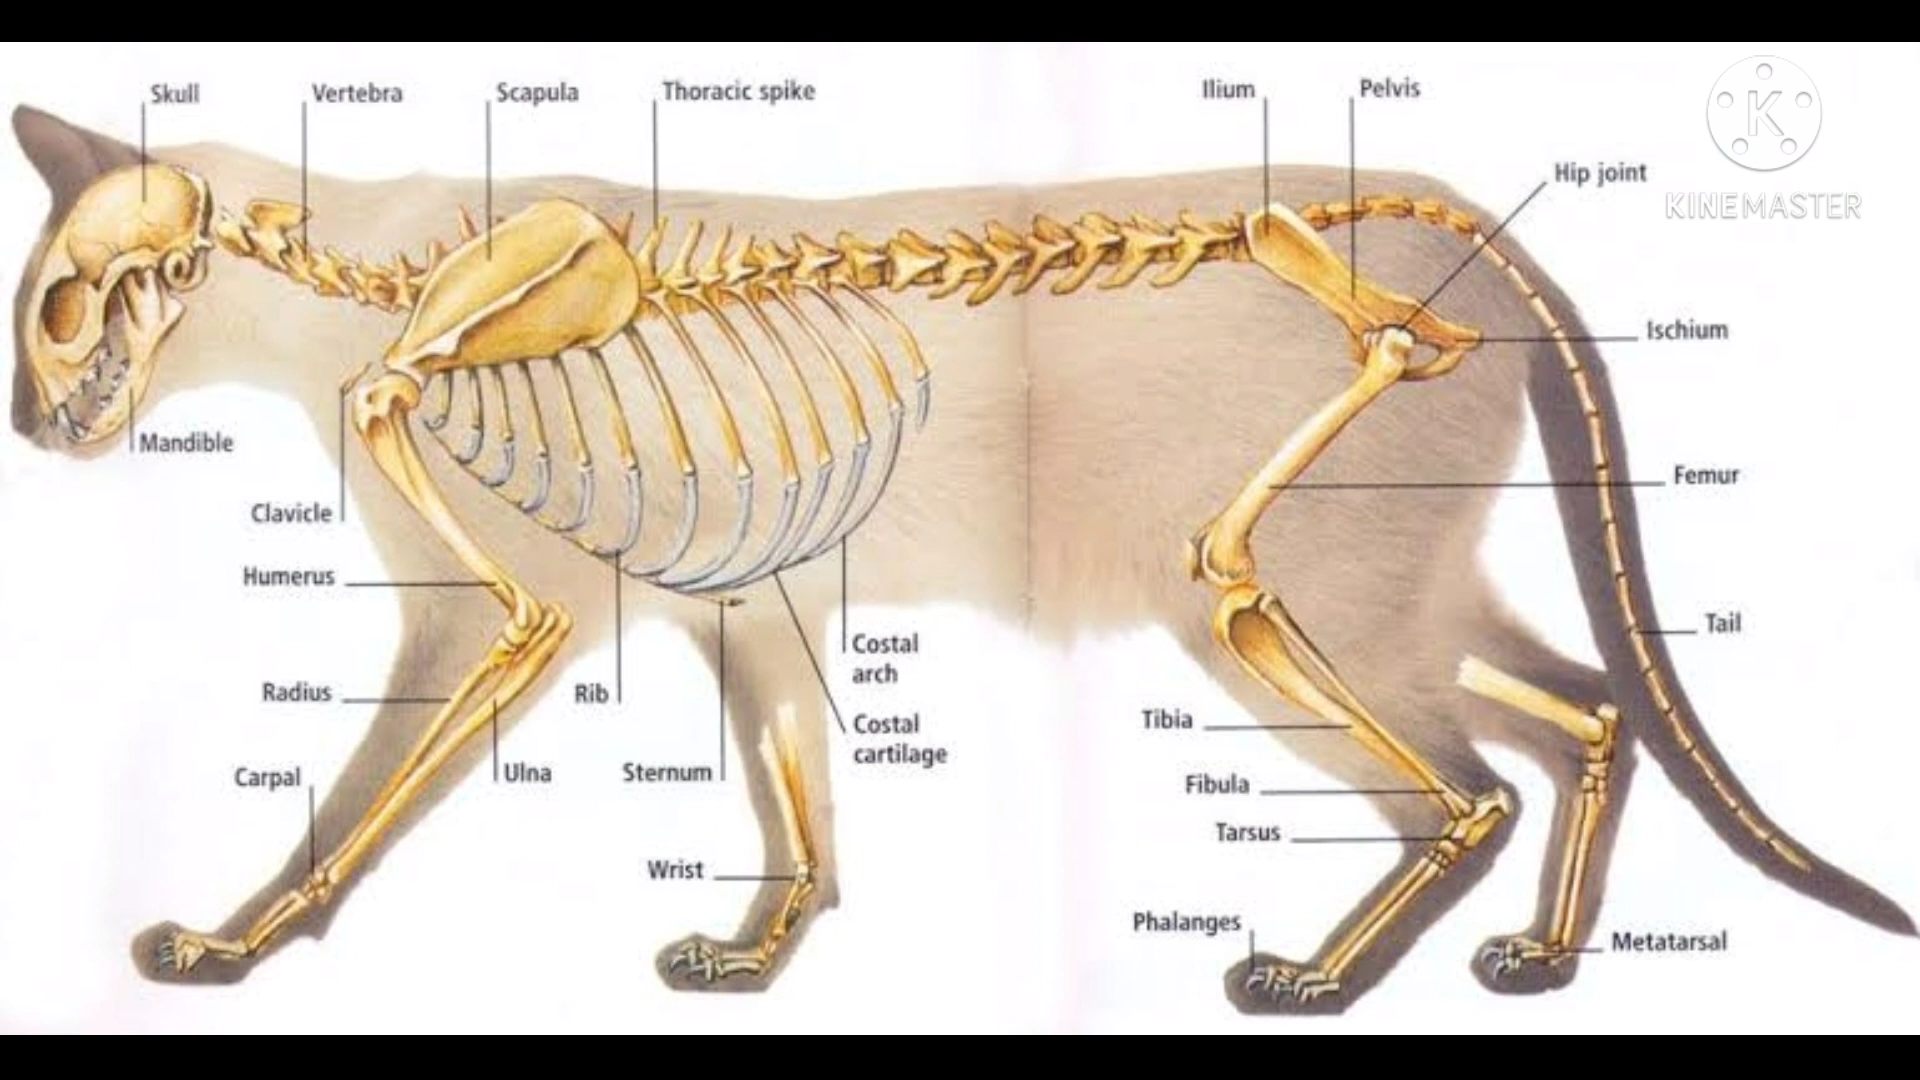 Skull
Vertebra
Scapula
Thoracic spike
Ilium
Pelvis
Hip joint
K
KINEMASTER
Ischium
Mandible
Femur
Clavicle
Humerus
Tail
Costal
arch
Radius
Rib
Costal
cartilage
Tibia
Carpal
Ulna
Sternum
Fibula
Tarsus
Wrist
Phalanges
Metatarsal